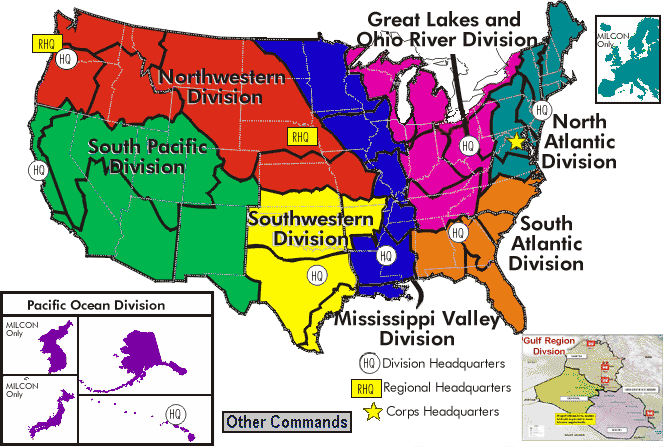 Great Lakes and
Ohio River Division
MILCON
Only
RHQ
HQ
Northwestern
Division
RHQ
HQ
North
Atlantic
Division
South Pacific
Division
HQ
HQ
Southwestern
Division
HQ
HQ
HQ
South
Atlantic
Division
Mississippi Valley
Division
Pacific Ocean Division
MILCON
Only
MILCON
Only
HQ
HQ Division Headquarters
RHQ Regional Headquarters
Corps Headquarters
Other Commands
Gulf Region
Division